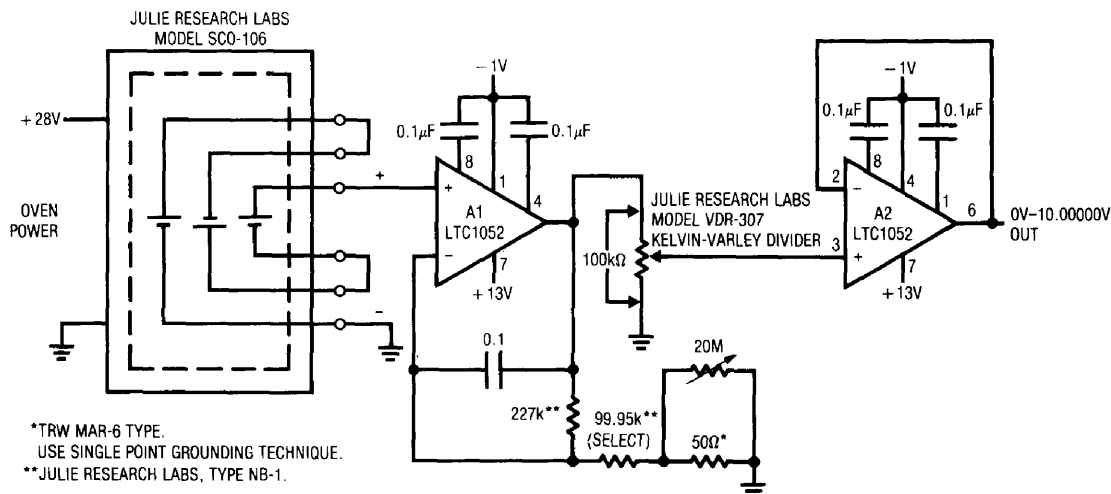 JULIE RESEARCH LABS
MODEL SCO-106
+28V
OVEN
POWER
+
-
-1V
0.1μF
0.1μF
8
1
4
+
A1
LTC1052
-
7
+13V
0.1
227k**
99.95k**
(SELECT)
20M
50Ω*
100kΩ
JULIE RESEARCH LABS
MODEL VDR-307
KELVIN-VARLEY DIVIDER
-1V
0.1μF
0.1μF
8
4
1
2
-
A2
LTC1052
6
3
+
7
+13V
0V-10.00000V
OUT
*TRW MAR-6 TYPE.
USE SINGLE POINT GROUNDING TECHNIQUE.
**JULIE RESEARCH LABS, TYPE NB-1.